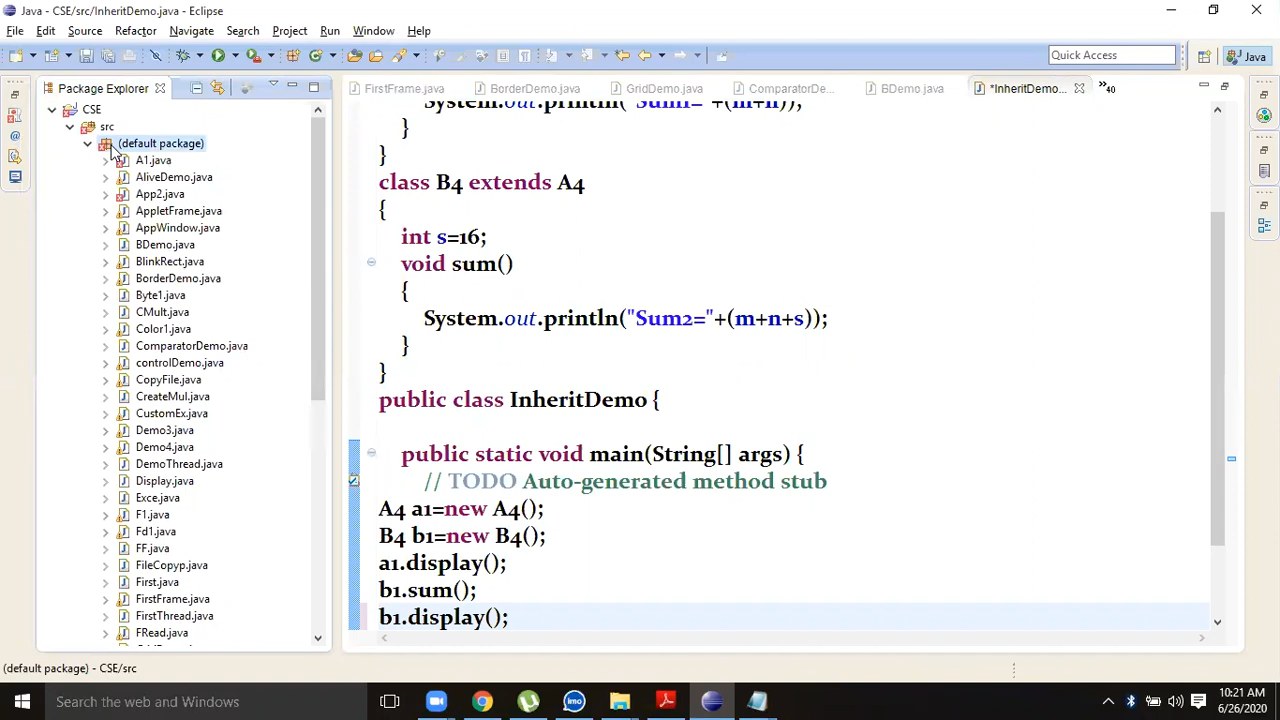 Java - CSE/src/InheritDemo.java - Eclipse
File Edit Source Refactor Navigate Search Project Run Window Help
Quick Access
Java
Package Explorer
FirstFrame.java
BorderDemo.java
GridDemo.java
ComparatorDe...
BDemo.java
*InheritDemo...
40
CSE
src
(default package)
A1.java
AliveDemo.java
App2.java
AppletFrame.java
AppWindow.java
BDemo.java
BlinkRect.java
BorderDemo.java
Byte1.java
CMult.java
Color1.java
ComparatorDemo.java
controlDemo.java
CopyFile.java
CreateMul.java
CustomEx.java
Demo3.java
Demo4.java
DemoThread.java
Display.java
Exce.java
F1.java
Fd1.java
FF.java
FileCopyp.java
First.java
FirstFrame.java
FirstThread.java
FRead.java
System.out.println("Sum1="+(m+n));
}
}
class B4 extends A4
{
int s=16;
void sum()
{
System.out.println("Sum2="+(m+n+s));
}
}
public class InheritDemo {
public static void main(String[] args) {
// TODO Auto-generated method stub
A4 a1=new A4();
B4 b1=new B4();
a1.display();
b1.sum();
b1.display();
(default package) - CSE/src
Search the web and Windows
imo
10:21 AM
6/26/2020